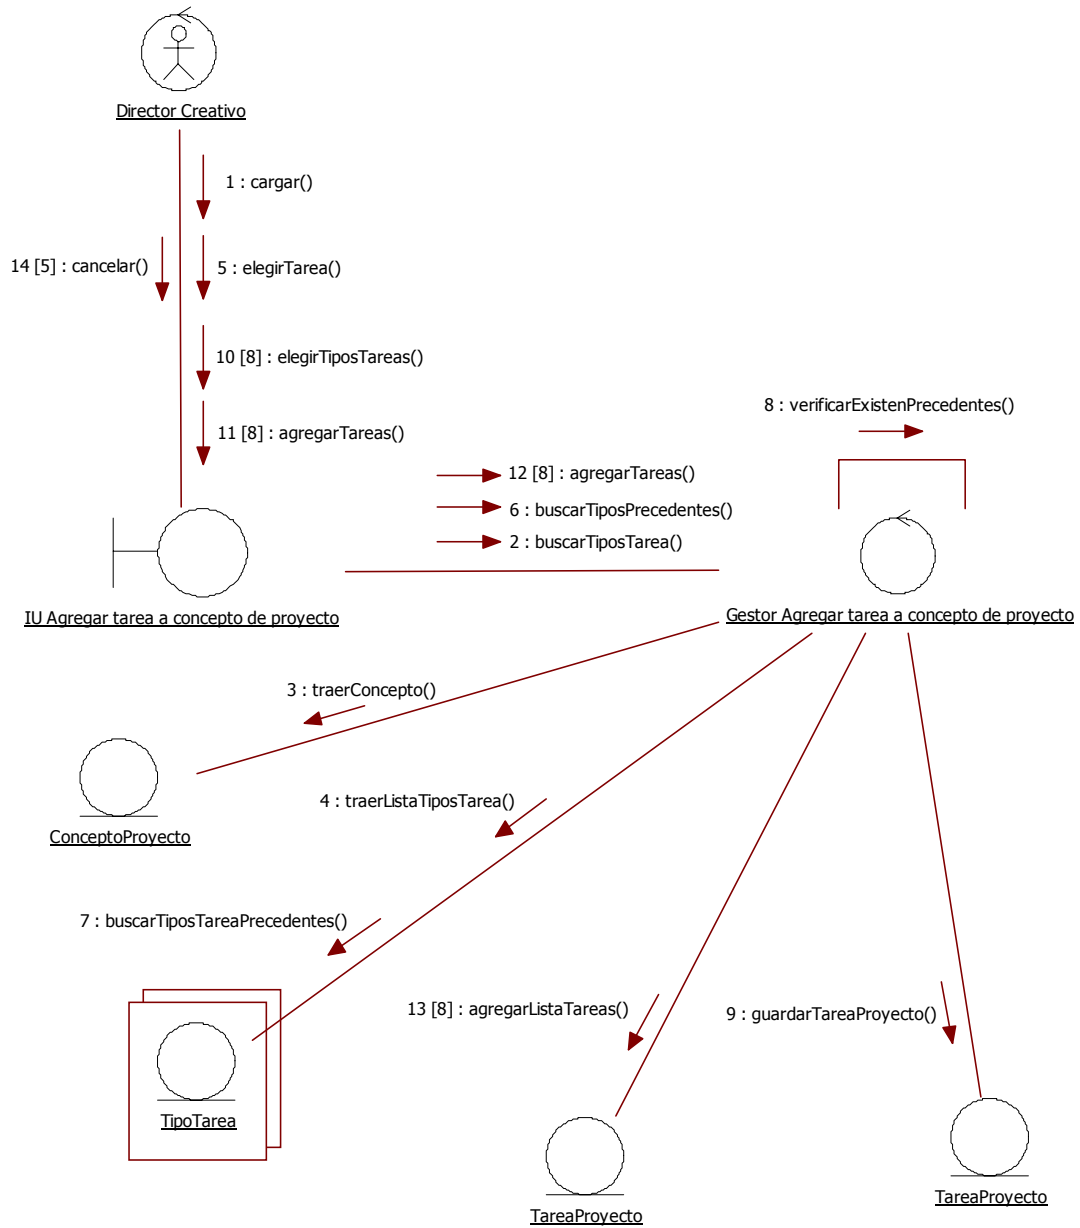 Director Creativo
1 : cargar()
14 [5] : cancelar()
5 : elegirTarea()
10 [8] : elegirTiposTareas()
8 : verificarExistenPrecedentes()
11 [8] : agregarTareas()
12 [8] : agregarTareas()
6 : buscarTiposPrecedentes()
2 : buscarTiposTarea()
IU Agregar tarea a concepto de proyecto
Gestor Agregar tarea a concepto de proyecto
3 : traerConcepto()
4 : traerListaTiposTarea()
ConceptoProyecto
7 : buscarTiposTareaPrecedentes()
13 [8] : agregarListaTareas()
9 : guardarTareaProyecto()
TipoTarea
TareaProyecto
TareaProyecto